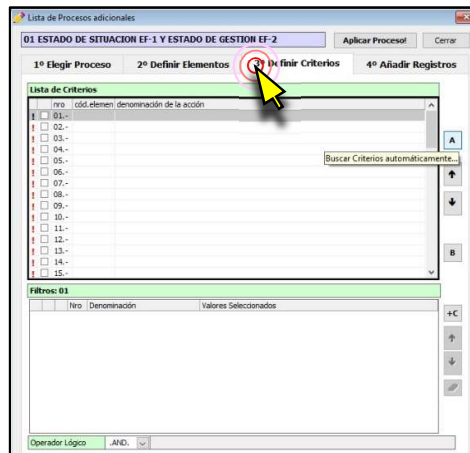 Lista de Procesos adicionales
01 ESTADO DE SITUACION EF-1 Y ESTADO DE GESTION EF-2 Aplicar Proceso! Cerrar
1º Elegir Proceso 2º Definir Elementos 3º Definir Criterios 4º Añadir Registros
Lista de Criterios
nro cód.elemen denominación de la acción
! 01.-
! 02.-
! 03.-
! 04.- A
! 05.- Buscar Criterios automáticamente...
! 06.-
! 07.-
! 08.-
! 09.-
! 10.-
! 11.-
! 12.-
! 13.- B
! 14.-
! 15.-
Filtros: 01
Nro Denominación Valores Seleccionados
+C
Operador Lógico .AND.